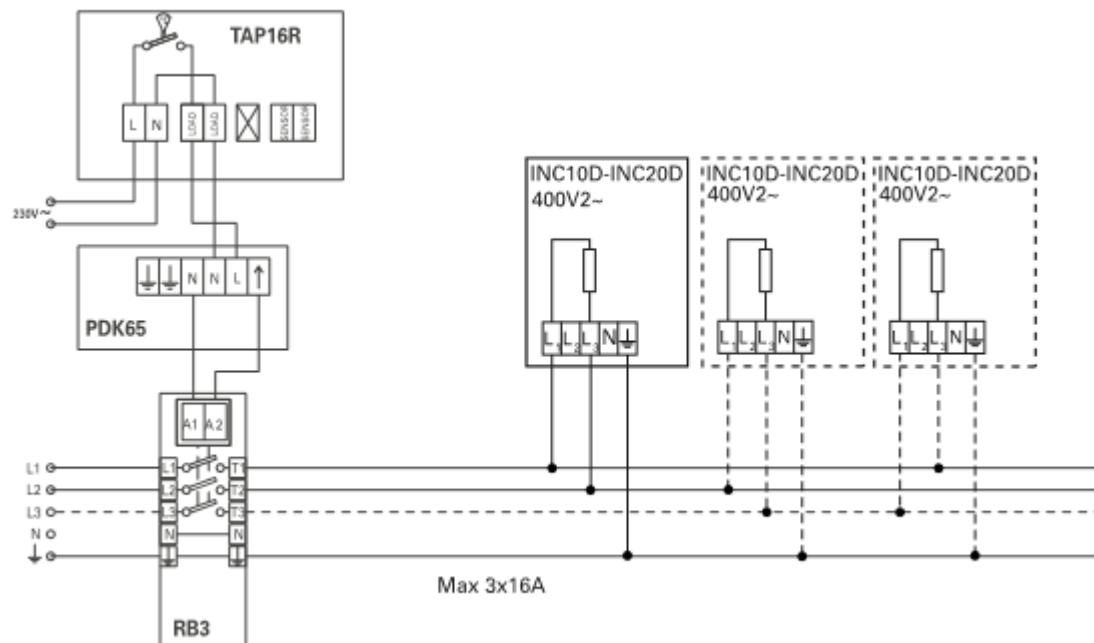 TAP16R
L N LOAD LOAD SENSOR SENSOR
230V~
N N L ↑
PDK65
INC10D-INC20D
400V2~
L1 L2 L3 N
INC10D-INC20D
400V2~
L1 L2 L3 N
INC10D-INC20D
400V2~
L1 L2 L3 N
A1 A2
L1 L1 T1
L2 L2 T2
L3 L3 T3
N N N
Max 3x16A
RB3